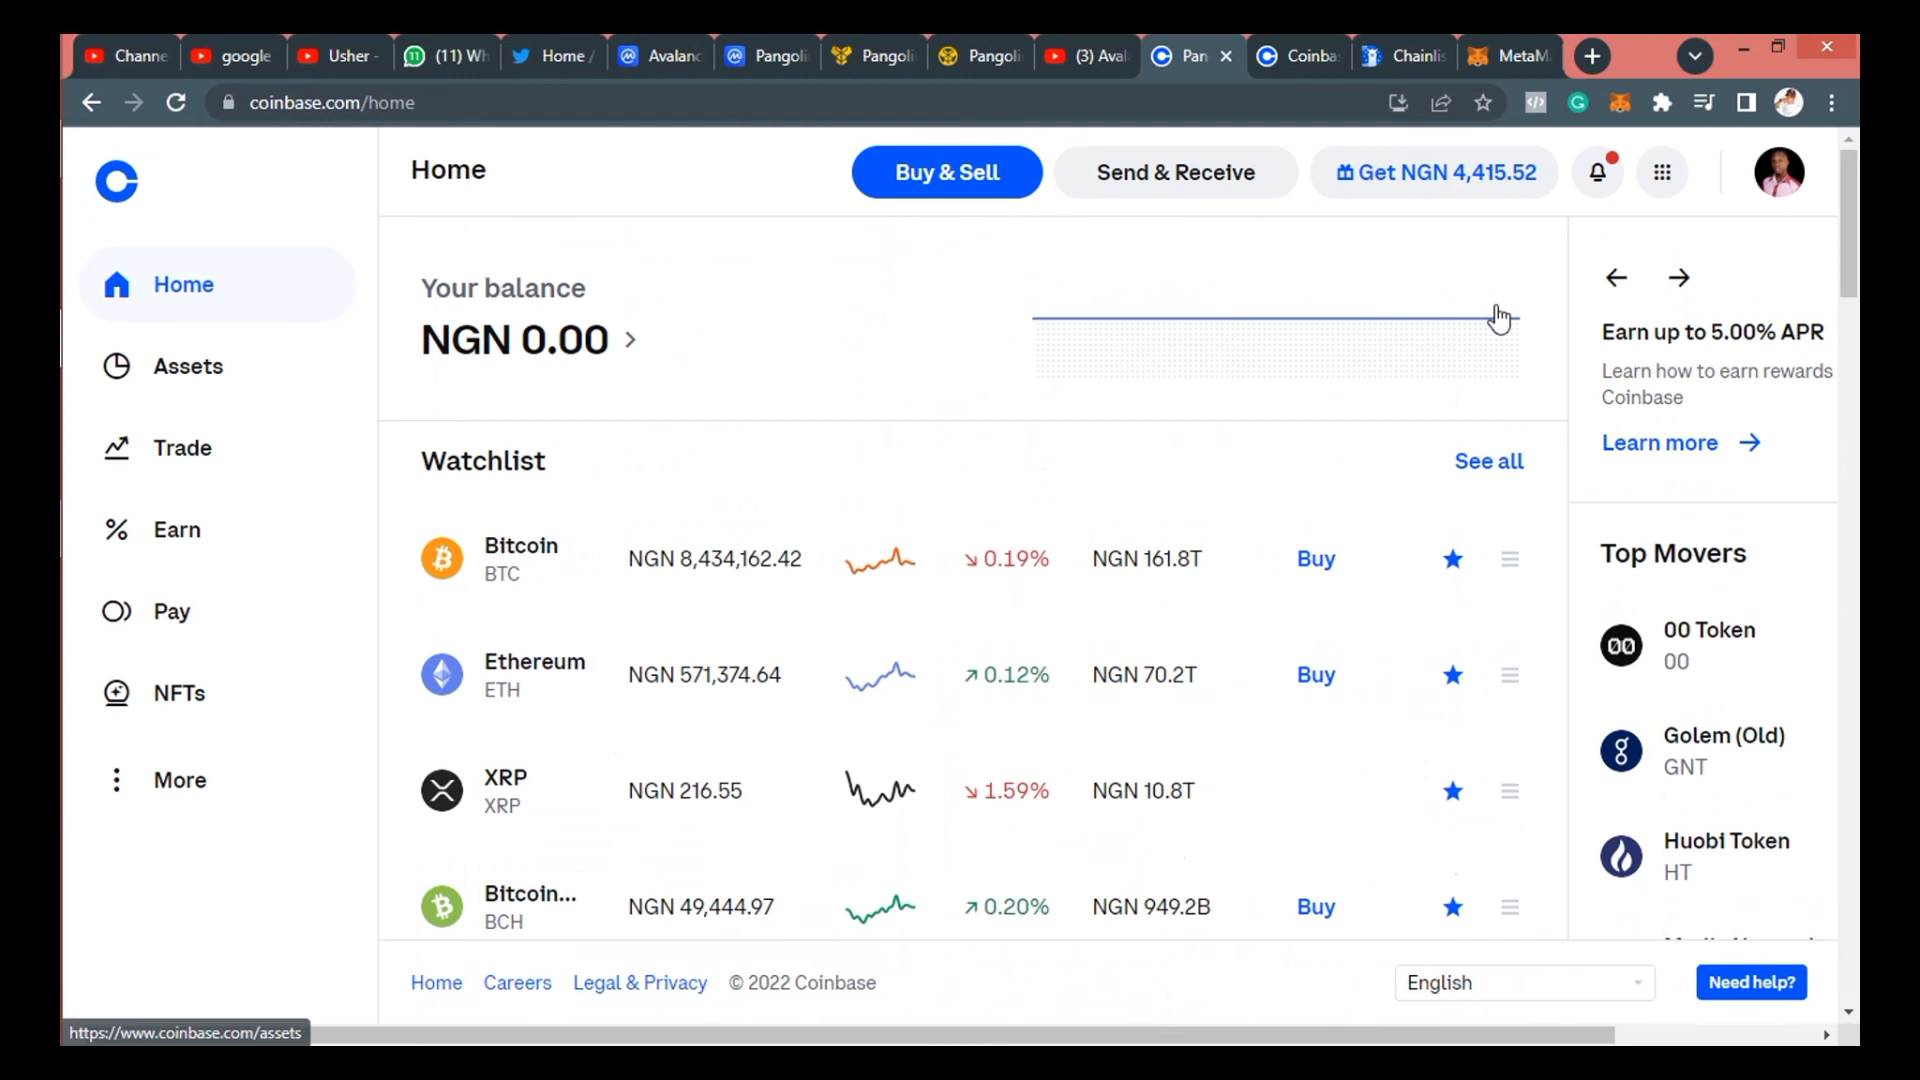 Channe
google
Usher -
(11) Wh
Home /
Avalanc
Pangoli
Pangoli
Pangoli
(3) Aval
Pan
Coinba
Chainlis
MetaM
coinbase.com/home
Home
Buy & Sell
Send & Receive
Get NGN 4,415.52
Home
Assets
Trade
Earn
Pay
NFTs
More
Your balance
NGN 0.00
Earn up to 5.00% APR
Learn how to earn rewards
Coinbase
Learn more
Watchlist
See all
Bitcoin
BTC
NGN 8,434,162.42
0.19%
NGN 161.8T
Buy
Ethereum
ETH
NGN 571,374.64
0.12%
NGN 70.2T
Buy
XRP
XRP
NGN 216.55
1.59%
NGN 10.8T
Bitcoin...
BCH
NGN 49,444.97
0.20%
NGN 949.2B
Buy
Top Movers
00 Token
00
Golem (Old)
GNT
Huobi Token
HT
Home
Careers
Legal & Privacy
© 2022 Coinbase
English
Need help?
https://www.coinbase.com/assets